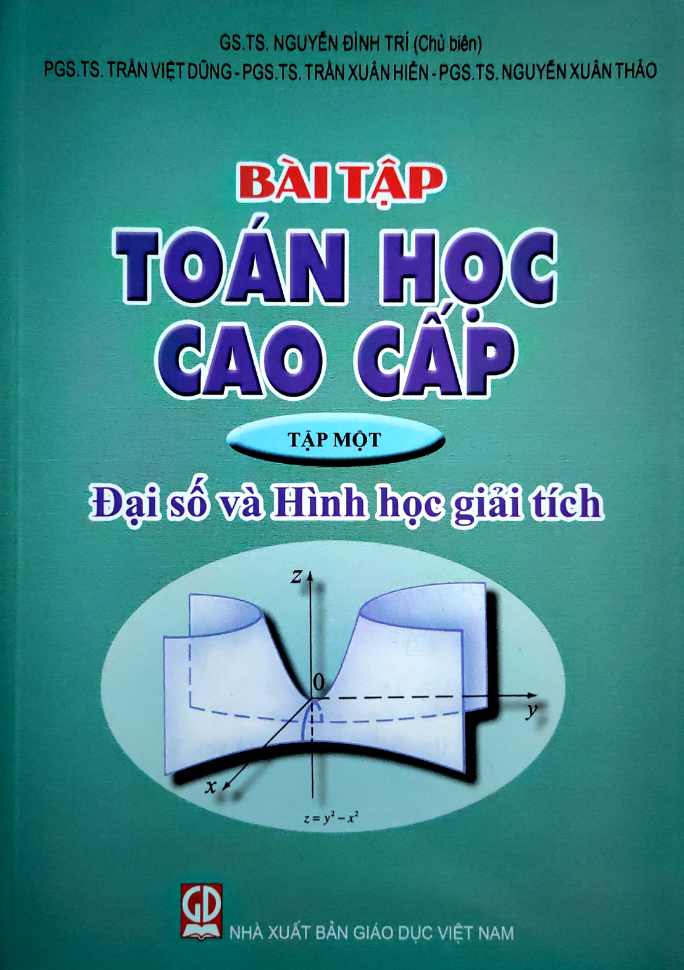 GS.TS. NGUYỄN ĐÌNH TRÍ (Chủ biên)
PGS.TS. TRẦN VIỆT DŨNG - PGS.TS. TRẦN XUÂN HIỂN - PGS.TS. NGUYỄN XUÂN THẢO
BÀI TẬP
TOÁN HỌC
CAO CẤP
TẬP MỘT
Đại số và Hình học giải tích
z
0
y
x
z = y² – x²
GD
NHÀ XUẤT BẢN GIÁO DỤC VIỆT NAM